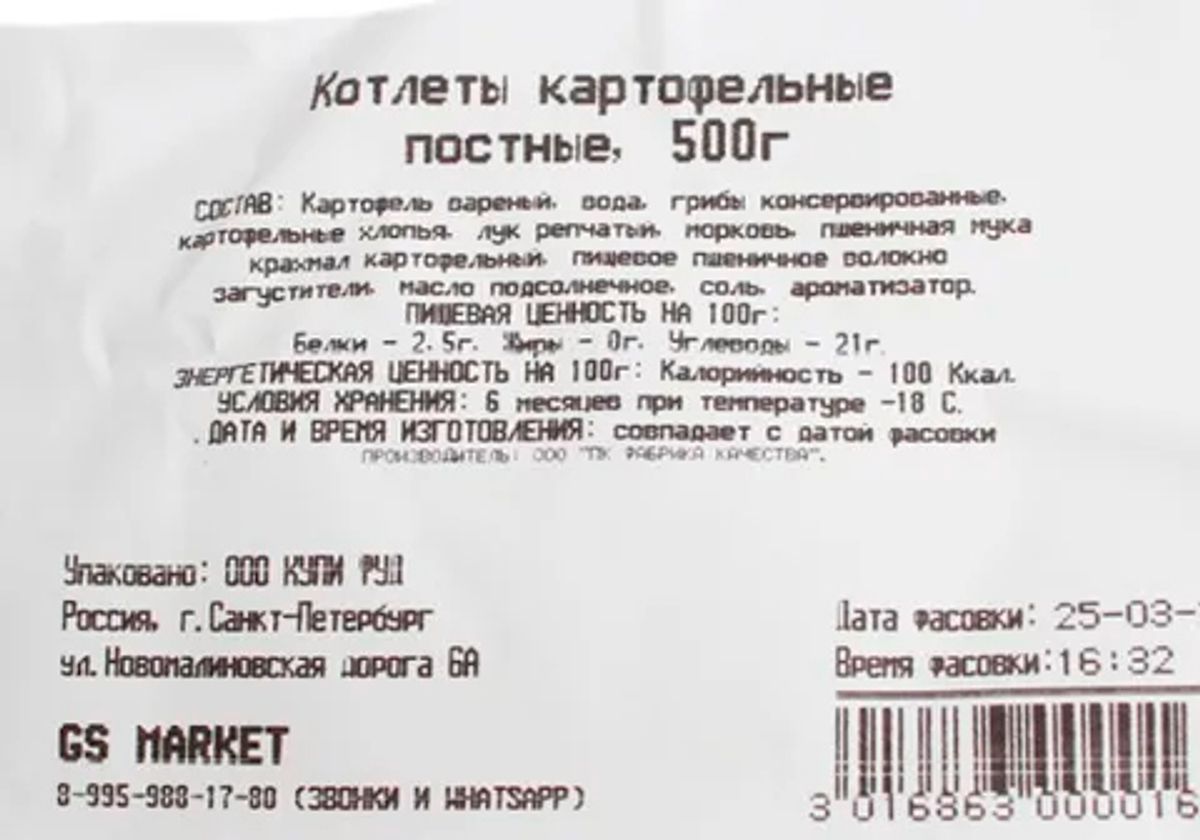 Котлеты картофельные
постные, 500г
СОСТАВ: Картофель вареный, вода, грибы консервированные,
картофельные хлопья, лук репчатый, морковь, пшеничная мука
крахмал картофельный, пищевое пшеничное волокно
загустители, масло подсолнечное, соль, ароматизатор.
ПИЩЕВАЯ ЦЕННОСТЬ НА 100г:
Белки - 2.5г. Жиры - 0г. Углеводы - 21г.
ЭНЕРГЕТИЧЕСКАЯ ЦЕННОСТЬ НА 100г: Калорийность - 100 Ккал.
УСЛОВИЯ ХРАНЕНИЯ: 6 месяцев при температуре -18 С.
ДАТА И ВРЕМЯ ИЗГОТОВЛЕНИЯ: совпадает с датой фасовки
ПРОИЗВОДИТЕЛЬ: ООО "ПК ФАБРИКА КАЧЕСТВА".
Упаковано: ООО КУПИ ФУД
Россия, г.Санкт-Петербург
ул.Новомалиновская дорога 6А
Дата фасовки: 25-03-
Время фасовки:16:32
GS MARKET
8-995-988-17-80 (ЗВОНКИ И WHATSAPP)
3 016863 000016